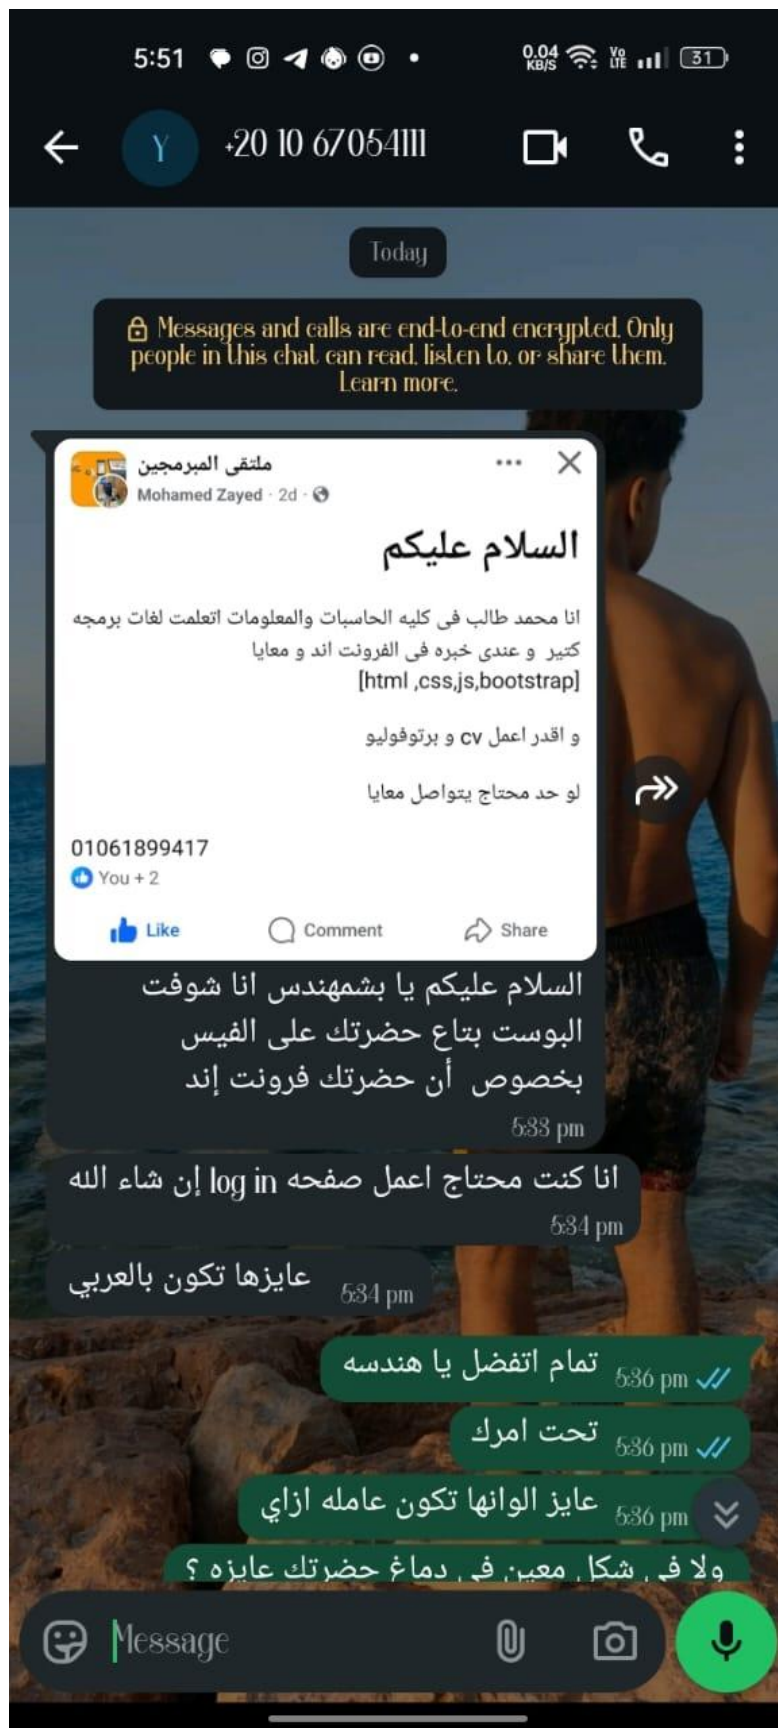 5:51
0.04 KB/S
Vo LTE
31
Y
+20 10 67054111
Today
Messages and calls are end-to-end encrypted. Only
people in this chat can read, listen to, or share them.
Learn more.
ملتقى المبرمجين
Mohamed Zayed · 2d ·
السلام عليكم
انا محمد طالب فى كليه الحاسبات والمعلومات اتعلمت لغات برمجه
كتير و عندى خبره فى الفرونت اند و معايا
[html ,css,js,bootstrap]
و اقدر اعمل cv و برتوفوليو
لو حد محتاج يتواصل معايا
01061899417
You + 2
Like
Comment
Share
السلام عليكم يا بشمهندس انا شوفت
البوست بتاع حضرتك على الفيس
بخصوص أن حضرتك فرونت إند
5:33 pm
انا كنت محتاج اعمل صفحه log in إن شاء الله
5:34 pm
عايزها تكون بالعربي
5:34 pm
تمام اتفضل يا هندسه
5:36 pm
تحت امرك
5:36 pm
عايز الوانها تكون عامله ازاي
5:36 pm
ولا في شكل معين في دماغ حضرتك عايزه ؟
Message